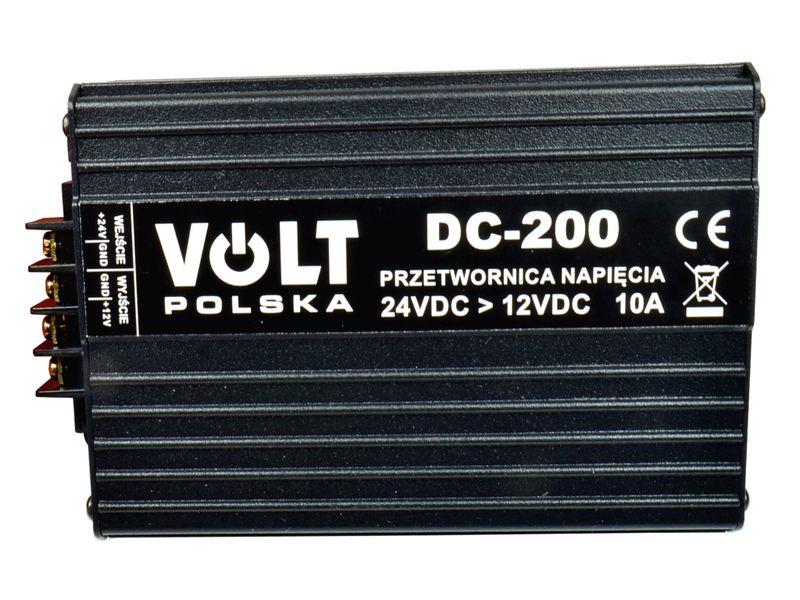 VOLT
POLSKA
DC-200
CE
PRZETWORNICA NAPIĘCIA
24VDC > 12VDC 10A
WEJŚCIE WYJŚCIE
+24V GND GND +12V